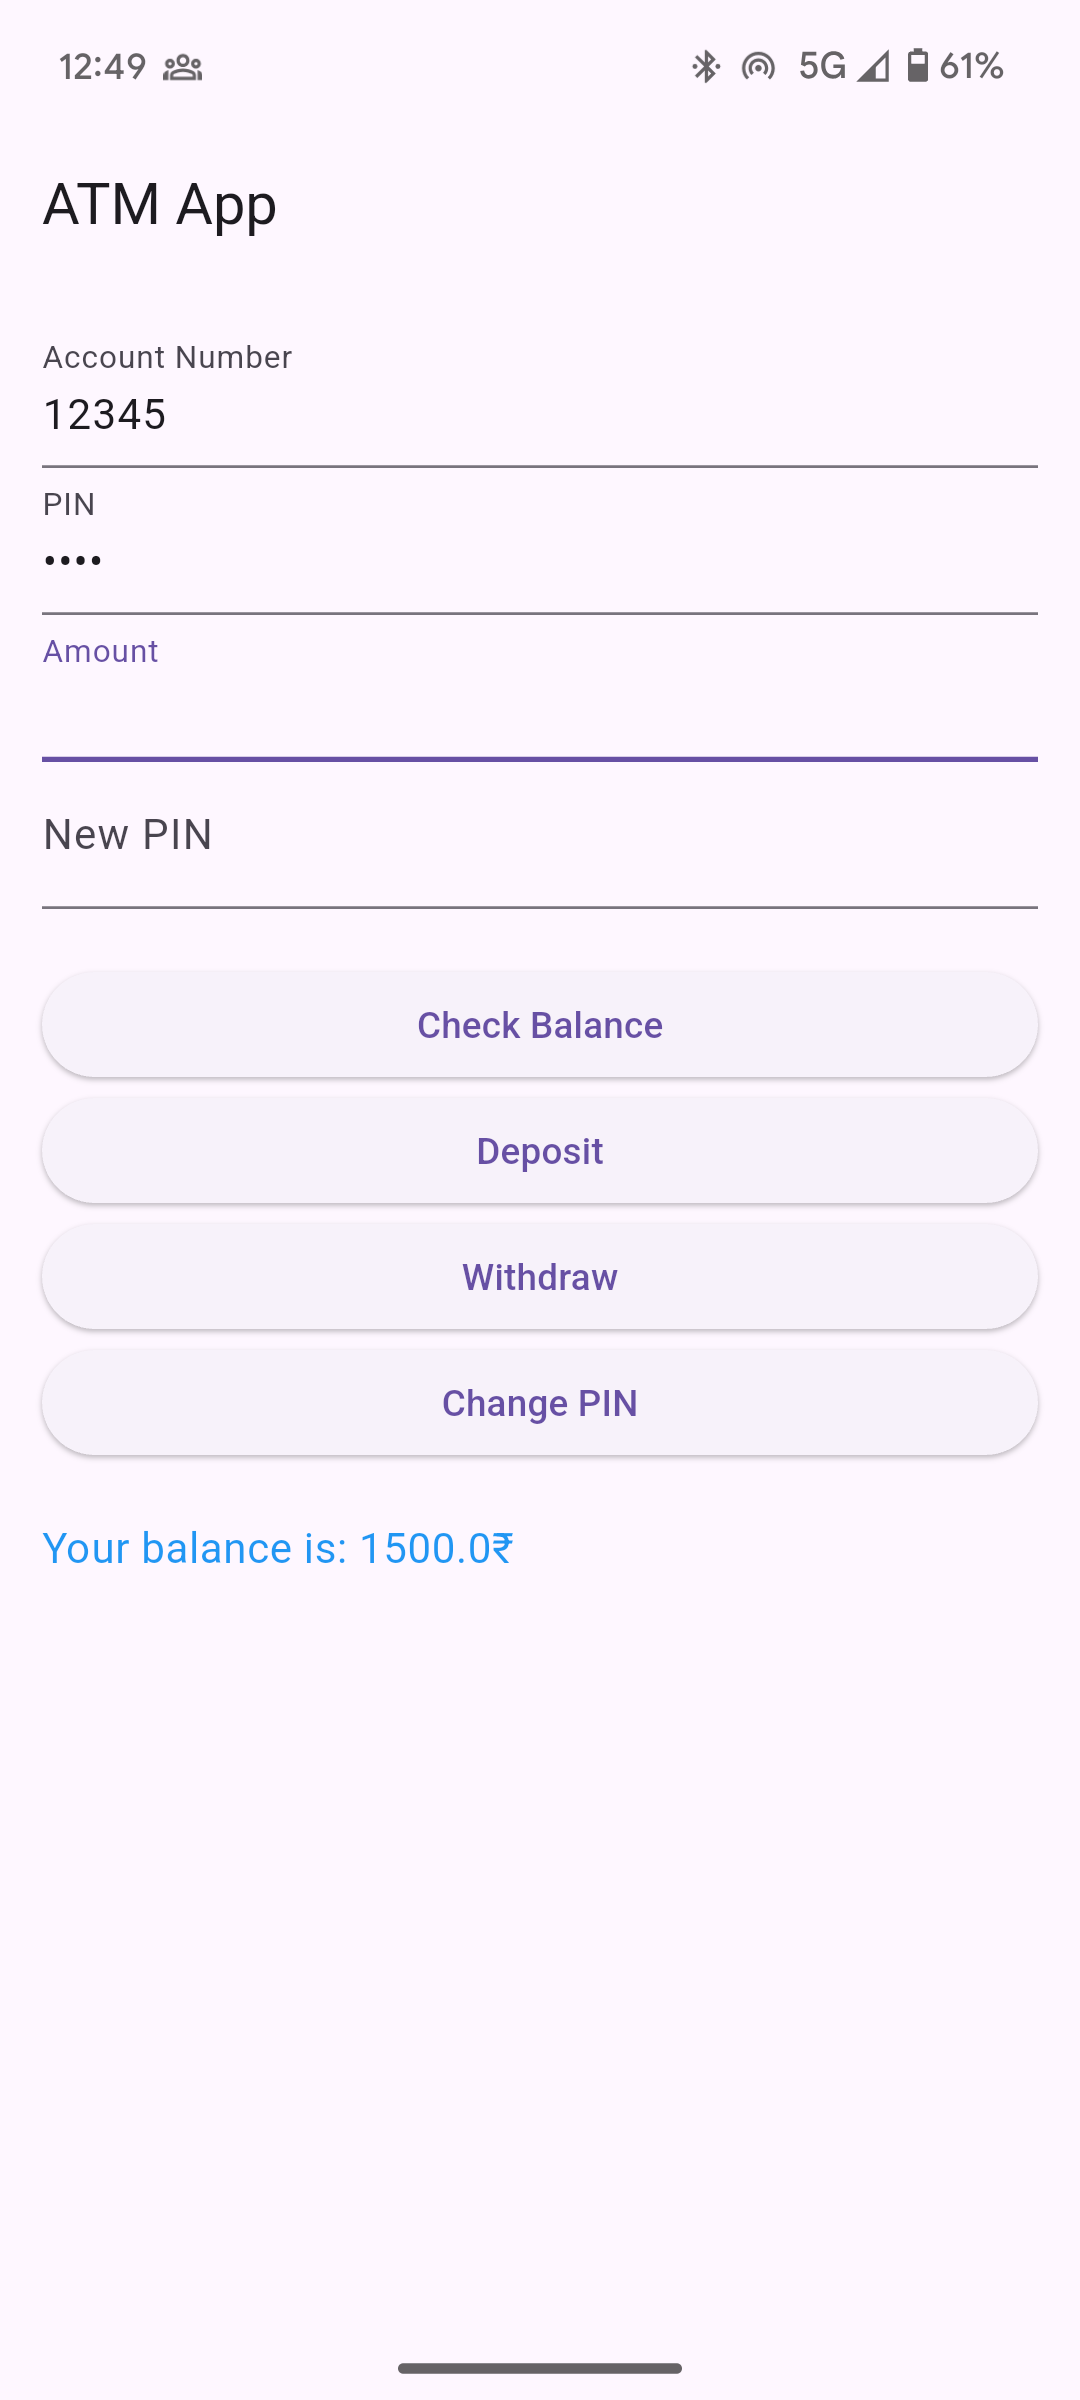 12:49 5G 61%
ATM App
Account Number
12345
PIN
••••
Amount
New PIN
Check Balance
Deposit
Withdraw
Change PIN
Your balance is: 1500.0₹